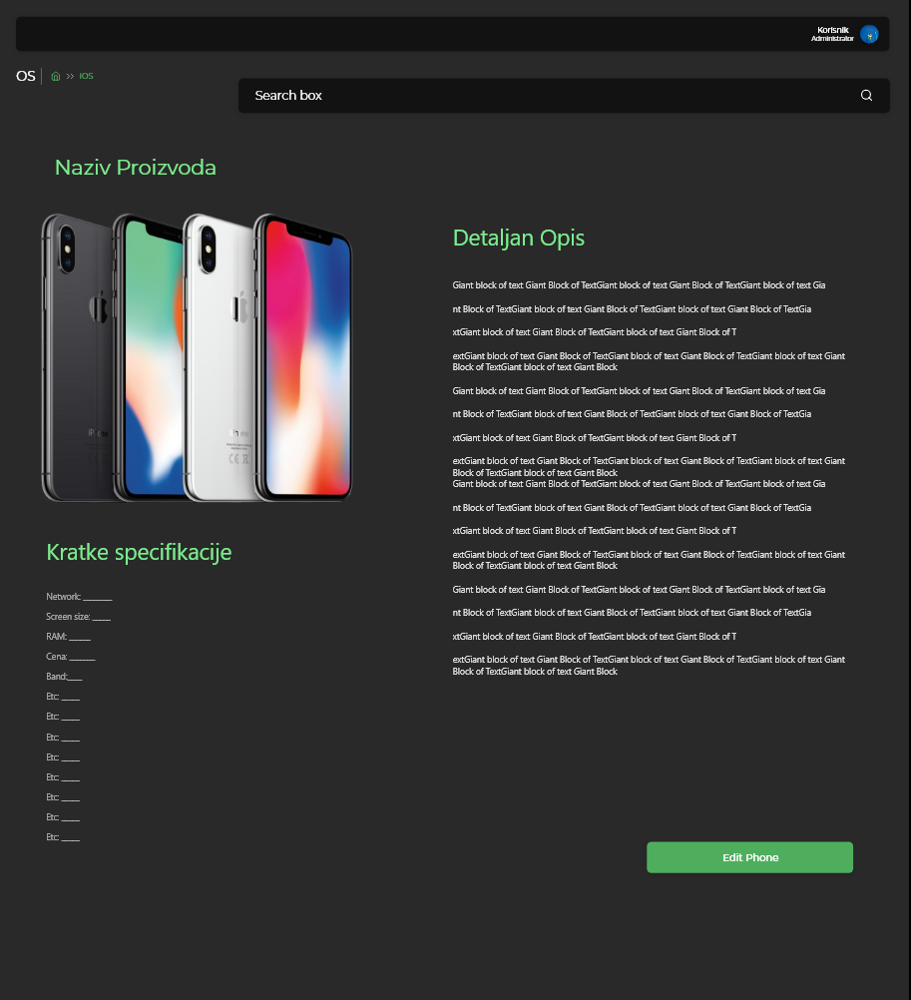 Korisnik
Administrator
OS
>> IOS
Search box
Naziv Proizvoda
Detaljan Opis
Giant block of text Giant Block of TextGiant block of text Giant Block of TextGiant block of text Gia
nt Block of TextGiant block of text Giant Block of TextGiant block of text Giant Block of TextGia
xtGiant block of text Giant Block of TextGiant block of text Giant Block of T
extGiant block of text Giant Block of TextGiant block of text Giant Block of TextGiant block of text Giant
Block of TextGiant block of text Giant Block
Giant block of text Giant Block of TextGiant block of text Giant Block of TextGiant block of text Gia
nt Block of TextGiant block of text Giant Block of TextGiant block of text Giant Block of TextGia
xtGiant block of text Giant Block of TextGiant block of text Giant Block of T
extGiant block of text Giant Block of TextGiant block of text Giant Block of TextGiant block of text Giant
Block of TextGiant block of text Giant Block
Giant block of text Giant Block of TextGiant block of text Giant Block of TextGiant block of text Gia
nt Block of TextGiant block of text Giant Block of TextGiant block of text Giant Block of TextGia
xtGiant block of text Giant Block of TextGiant block of text Giant Block of T
extGiant block of text Giant Block of TextGiant block of text Giant Block of TextGiant block of text Giant
Block of TextGiant block of text Giant Block
Giant block of text Giant Block of TextGiant block of text Giant Block of TextGiant block of text Gia
nt Block of TextGiant block of text Giant Block of TextGiant block of text Giant Block of TextGia
xtGiant block of text Giant Block of TextGiant block of text Giant Block of T
extGiant block of text Giant Block of TextGiant block of text Giant Block of TextGiant block of text Giant
Block of TextGiant block of text Giant Block
Kratke specifikacije
Network: ______
Screen size: ____
RAM: _____
Cena: ______
Band:____
Etc: ____
Etc: ____
Etc: ____
Etc: ____
Etc: ____
Etc: ____
Etc: ____
Etc: ____
Edit Phone